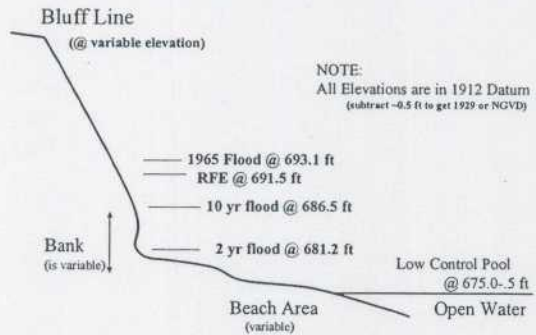 Bluff Line
(@ variable elevation)
NOTE:
All Elevations are in 1912 Datum
(subtract ~0.5 ft to get 1929 or NGVD)
1965 Flood @ 693.1 ft
RFE @ 691.5 ft
10 yr flood @ 686.5 ft
Bank
(is variable)
2 yr flood @ 681.2 ft
Low Control Pool
@ 675.0-.5 ft
Beach Area
(variable)
Open Water